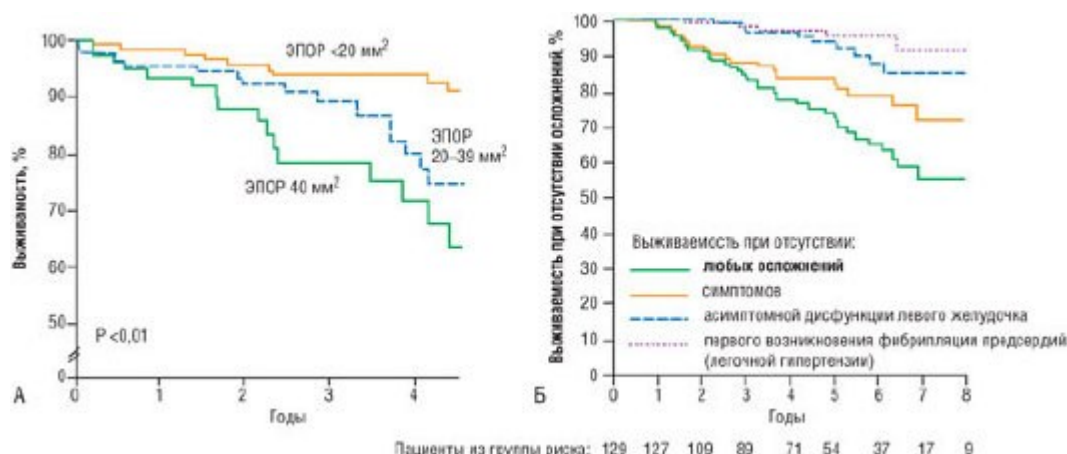 Выживаемость, %
100
90
80
70
60
50
0
ЭПОР <20 мм²
ЭПОР
20–39 мм²
ЭПОР 40 мм²
P <0,01
0 1 2 3 4
Годы
А
Выживаемость при отсутствии осложнений, %
100
90
80
70
60
50
40
30
20
10
0
Выживаемость при отсутствии:
любых осложнений
симптомов
асимптомной дисфункции левого желудочка
первого возникновения фибрилляции предсердий
(легочной гипертензии)
0 1 2 3 4 5 6 7 8
Годы
Б
Пациенты из группы риска: 129 127 109 89 71 54 37 17 9